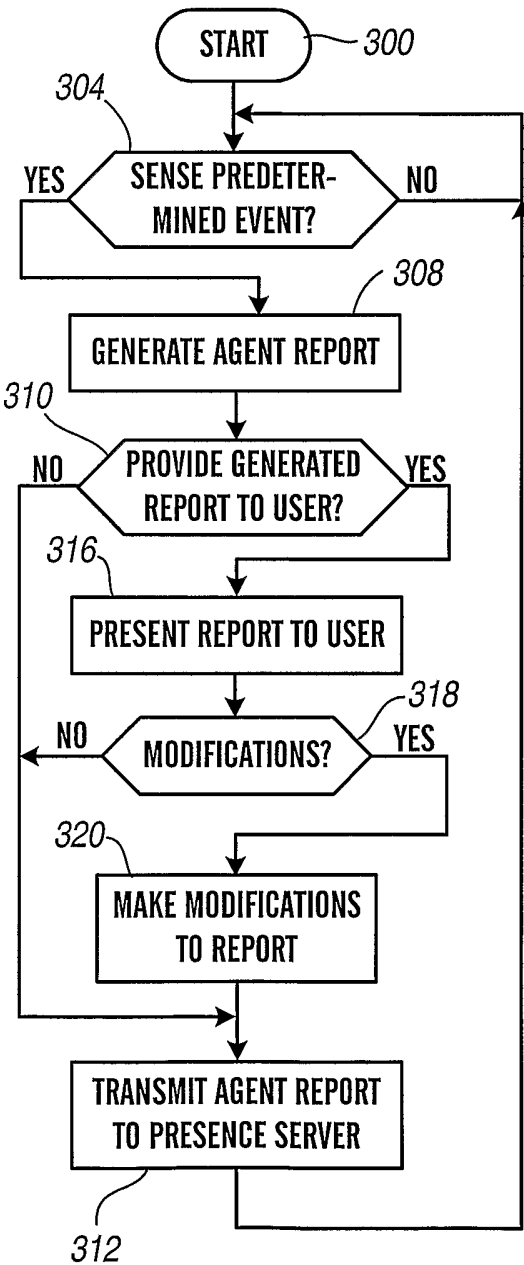 START
300
304
YES
SENSE PREDETER-
MINED EVENT?
NO
308
GENERATE AGENT REPORT
310
NO
PROVIDE GENERATED
REPORT TO USER?
YES
316
PRESENT REPORT TO USER
318
NO
MODIFICATIONS?
YES
320
MAKE MODIFICATIONS
TO REPORT
TRANSMIT AGENT REPORT
TO PRESENCE SERVER
312